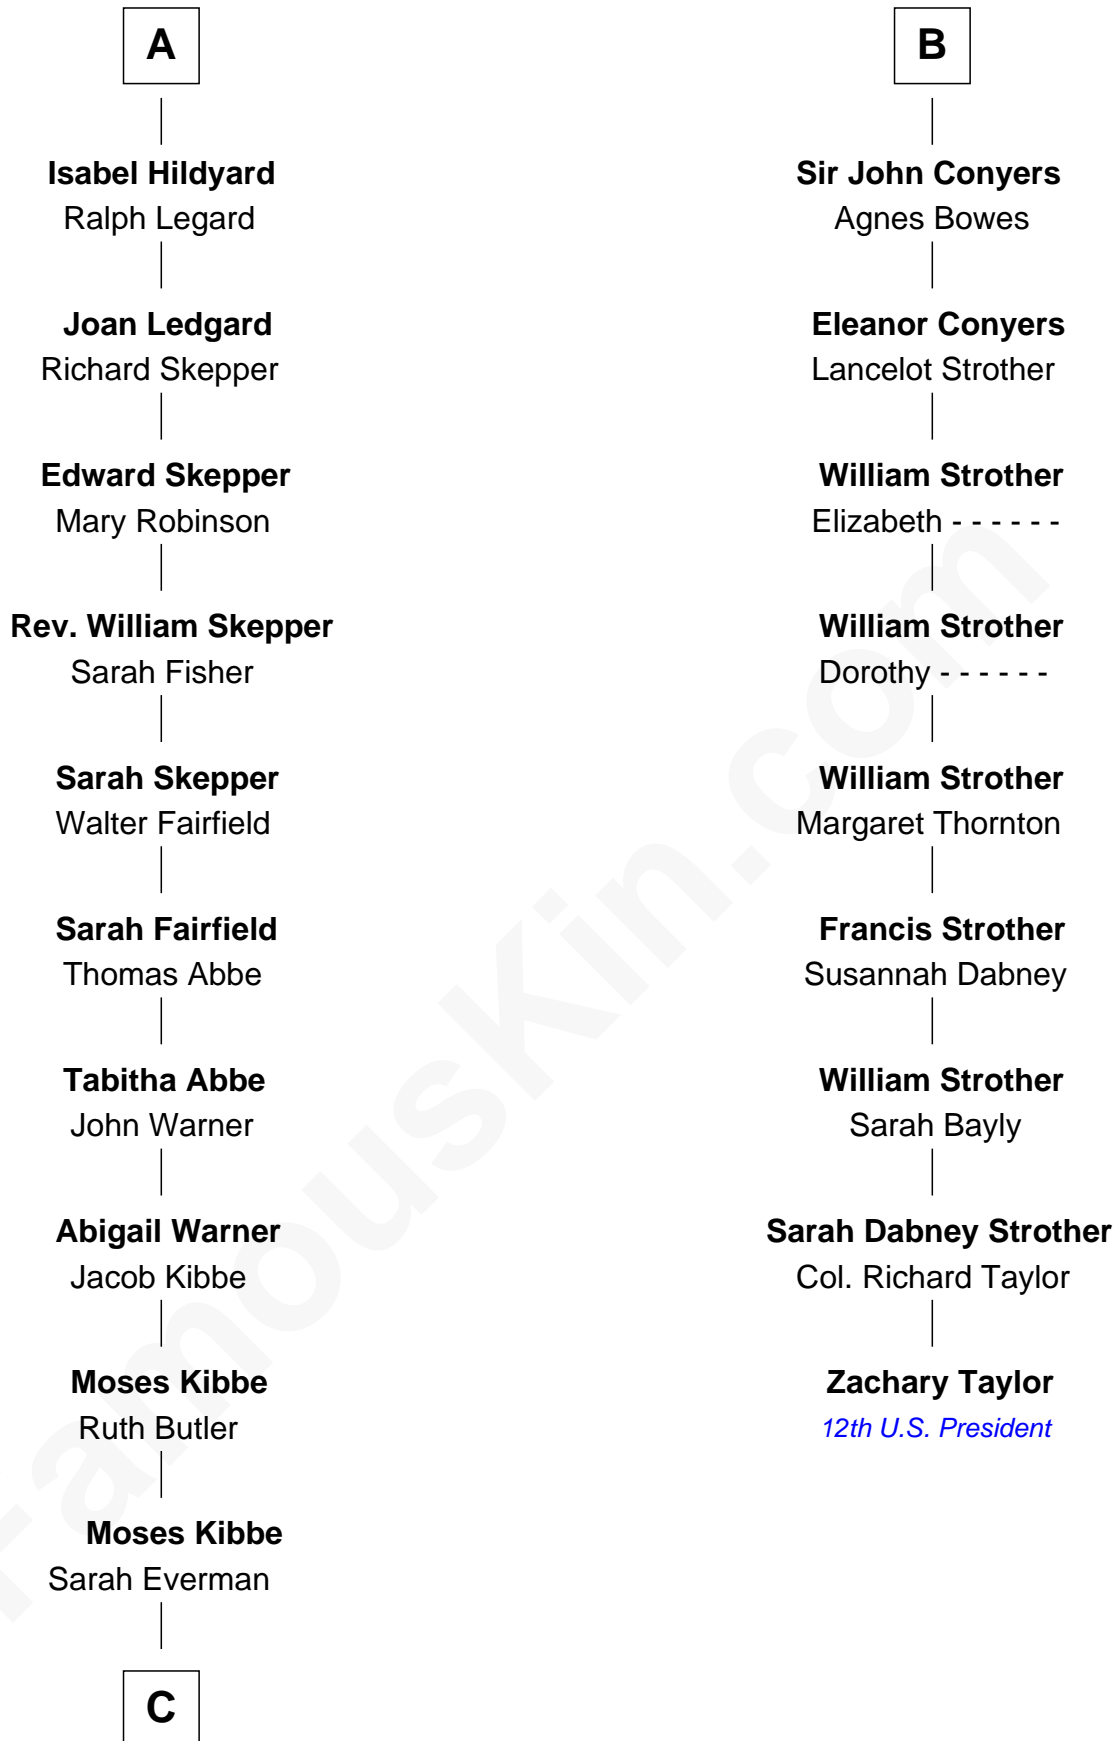 A
Isabel Hildyard
Ralph Legard
Joan Ledgard
Richard Skepper
Edward Skepper
Mary Robinson
Rev. William Skepper
Sarah Fisher
Sarah Skepper
Walter Fairfield
Sarah Fairfield
Thomas Abbe
Tabitha Abbe
John Warner
Abigail Warner
Jacob Kibbe
Moses Kibbe
Ruth Butler
Moses Kibbe
Sarah Everman
C
B
Sir John Conyers
Agnes Bowes
Eleanor Conyers
Lancelot Strother
William Strother
Elizabeth - - - - - -
William Strother
Dorothy - - - - - -
William Strother
Margaret Thornton
Francis Strother
Susannah Dabney
William Strother
Sarah Bayly
Sarah Dabney Strother
Col. Richard Taylor
Zachary Taylor
12th U.S. President
FamousKin.com